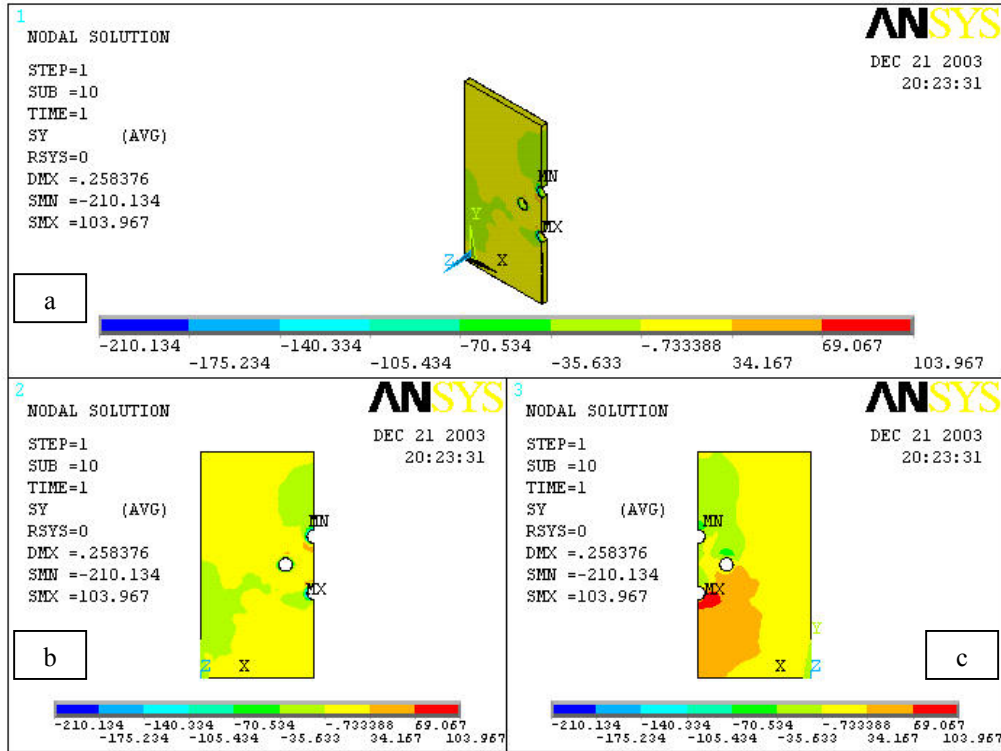 1
ANSYS
NODAL SOLUTION
DEC 21 2003
20:23:31
STEP=1
SUB =10
TIME=1
SY (AVG)
RSYS=0
DMX =.258376
SMN =-210.134
SMX =103.967
MN
MX
Y
Z X
a
-210.134 -140.334 -70.534 -.733388 69.067
-175.234 -105.434 -35.633 34.167 103.967
2
ANSYS
NODAL SOLUTION
DEC 21 2003
20:23:31
STEP=1
SUB =10
TIME=1
SY (AVG)
RSYS=0
DMX =.258376
SMN =-210.134
SMX =103.967
MN
MX
Z X
b
-210.134 -140.334 -70.534 -.733388 69.067
-175.234 -105.434 -35.633 34.167 103.967
3
ANSYS
NODAL SOLUTION
DEC 21 2003
20:23:31
STEP=1
SUB =10
TIME=1
SY (AVG)
RSYS=0
DMX =.258376
SMN =-210.134
SMX =103.967
MN
MX
Y
X Z
c
-210.134 -140.334 -70.534 -.733388 69.067
-175.234 -105.434 -35.633 34.167 103.967